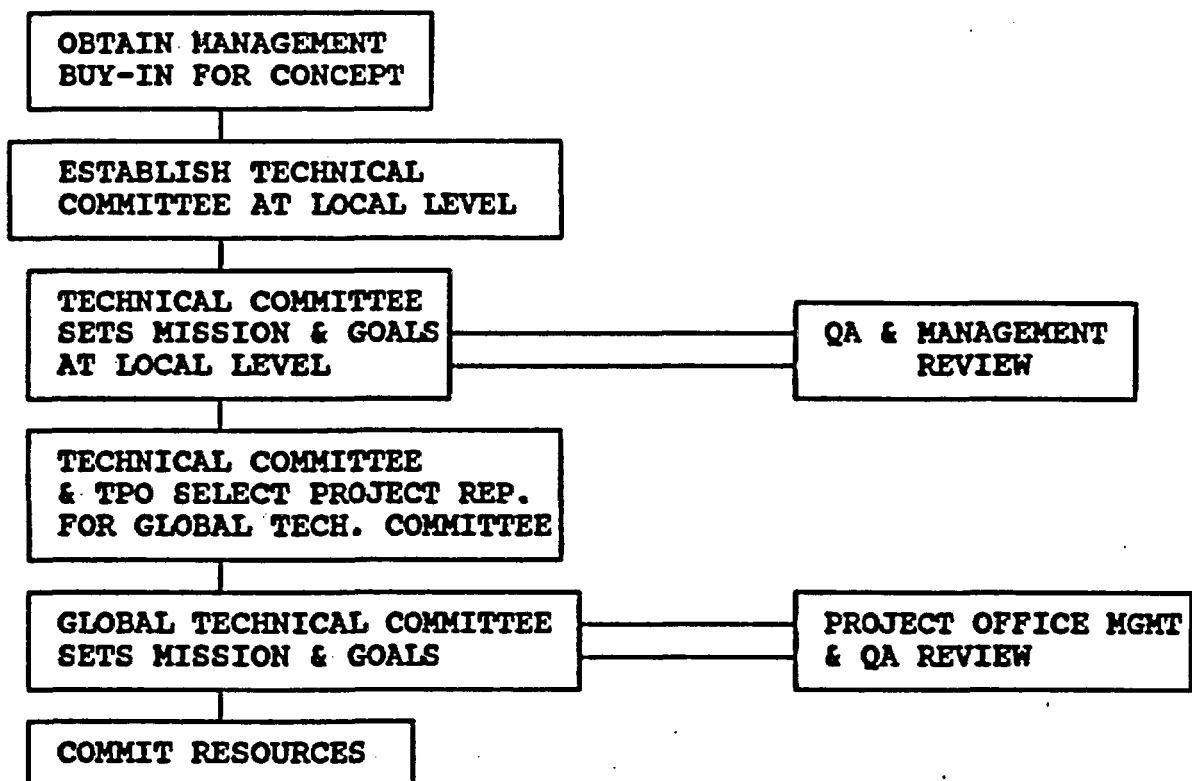 OBTAIN MANAGEMENT
BUY-IN FOR CONCEPT
ESTABLISH TECHNICAL
COMMITTEE AT LOCAL LEVEL
TECHNICAL COMMITTEE
SETS MISSION & GOALS
AT LOCAL LEVEL
QA & MANAGEMENT
REVIEW
TECHNICAL COMMITTEE
& TPO SELECT PROJECT REP.
FOR GLOBAL TECH. COMMITTEE
GLOBAL TECHNICAL COMMITTEE
SETS MISSION & GOALS
PROJECT OFFICE MGMT
& QA REVIEW
COMMIT RESOURCES